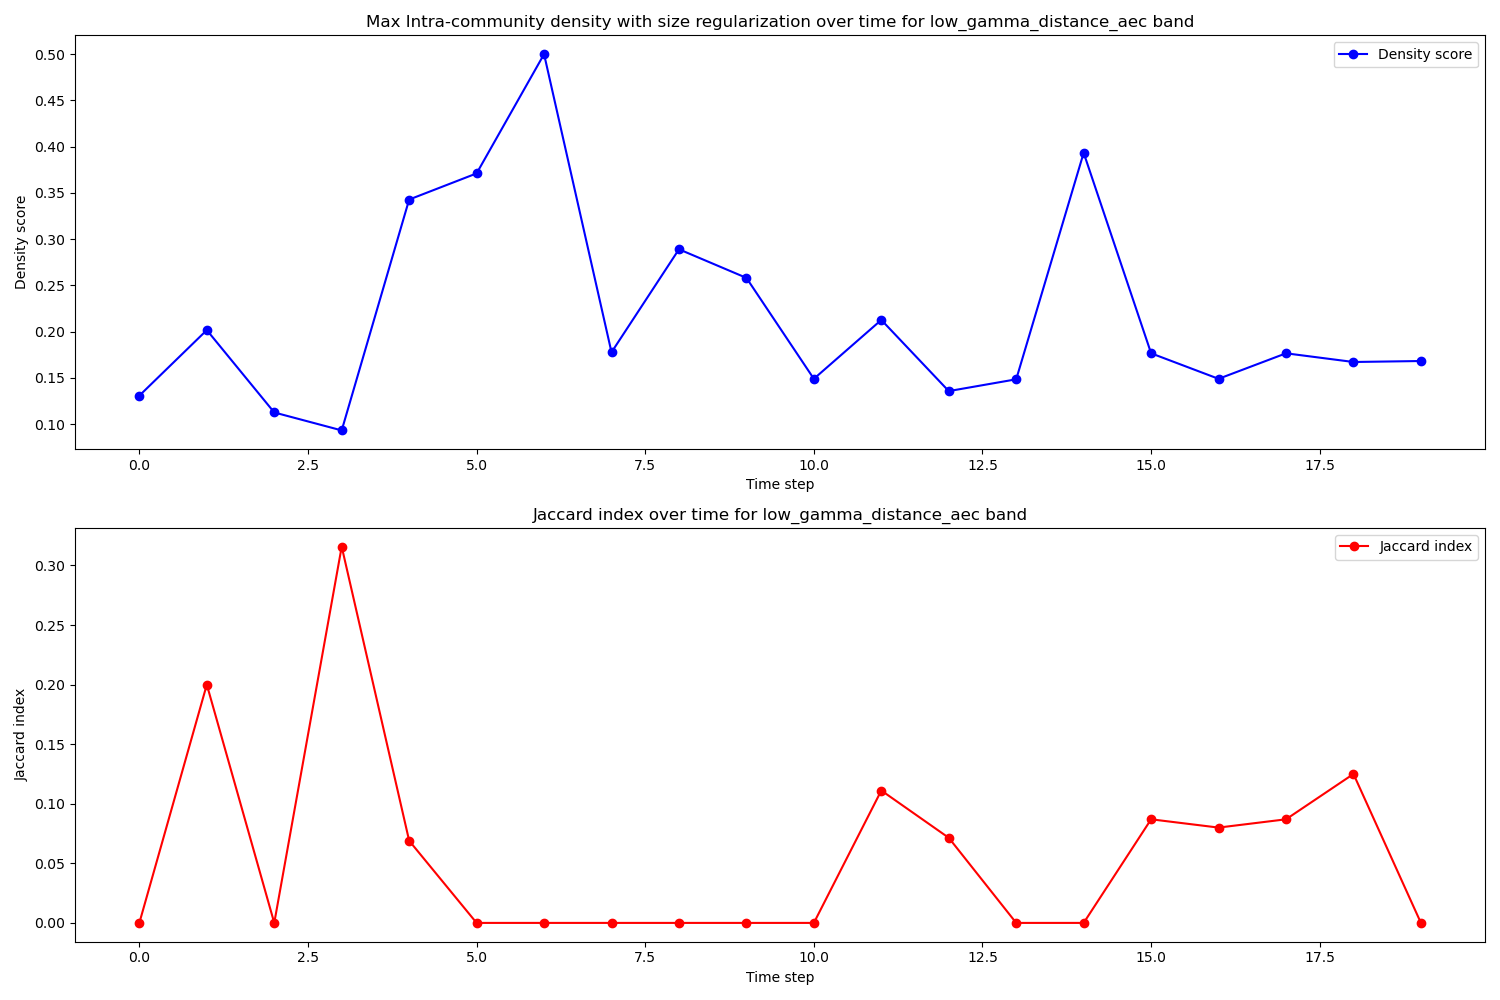 Max Intra-community density with size regularization over time for low_gamma_distance_aec band
Density score
0.50
0.45
0.40
0.35
0.30
0.25
0.20
0.15
0.10
Density score
0.0 2.5 5.0 7.5 10.0 12.5 15.0 17.5
Time step
Jaccard index over time for low_gamma_distance_aec band
Jaccard index
0.30
0.25
0.20
0.15
0.10
0.05
0.00
Jaccard index
0.0 2.5 5.0 7.5 10.0 12.5 15.0 17.5
Time step